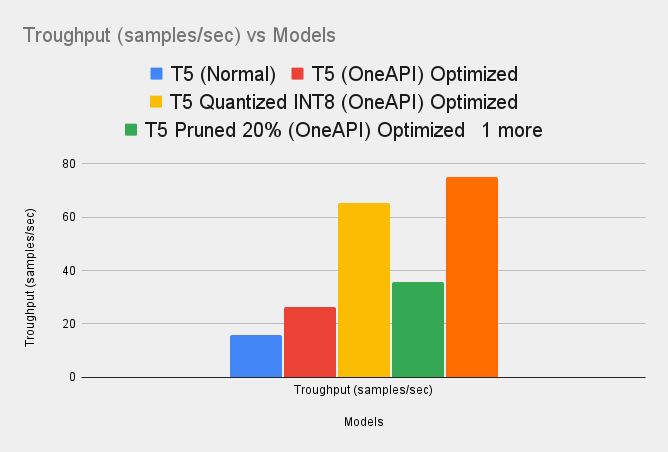 Troughput (samples/sec) vs Models
T5 (Normal) T5 (OneAPI) Optimized
T5 Quantized INT8 (OneAPI) Optimized
T5 Pruned 20% (OneAPI) Optimized 1 more
80
60
40
20
0
Troughput (samples/sec)
Troughput (samples/sec)
Models